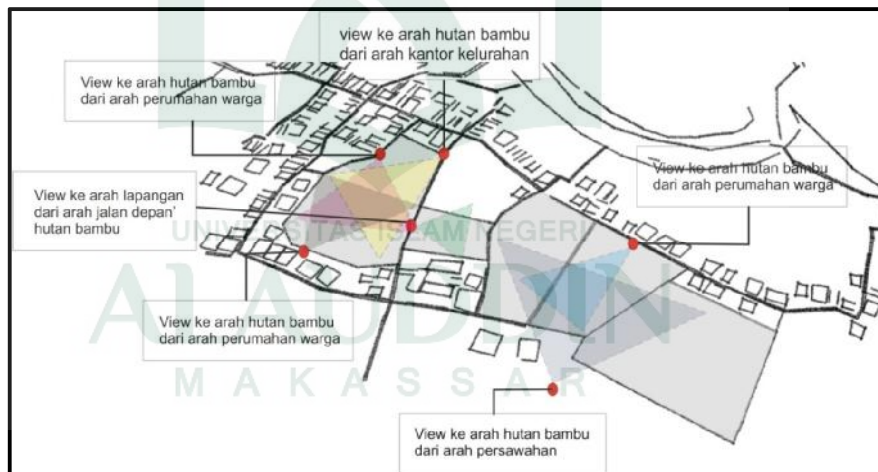 view ke arah hutan bambu
dari arah kantor kelurahan
View ke arah hutan bambu
dari arah perumahan warga
View ke arah hutan bambu
dari arah perumahan warga
View ke arah lapangan
dari arah jalan depan'
hutan bambu
UNIVERSITAS ISLAM NEGERI
ALAUDDIN
MAKASSAR
View ke arah hutan bambu
dari arah perumahan warga
View ke arah hutan bambu
dari arah persawahan